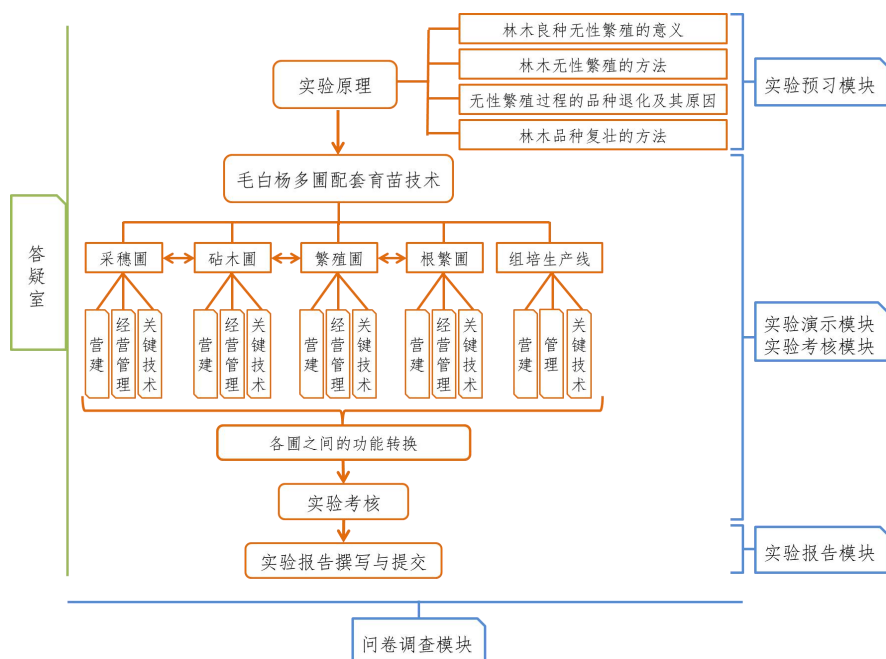 林木良种无性繁殖的意义
林木无性繁殖的方法
无性繁殖过程的品种退化及其原因
林木品种复壮的方法
实验原理
实验预习模块
毛白杨多圃配套育苗技术
采穗圃
砧木圃
繁殖圃
根繁圃
组培生产线
营建
经营管理
关键技术
营建
经营管理
关键技术
营建
经营管理
关键技术
营建
经营管理
关键技术
营建
管理
关键技术
答疑室
实验演示模块
实验考核模块
各圃之间的功能转换
实验考核
实验报告撰写与提交
实验报告模块
问卷调查模块